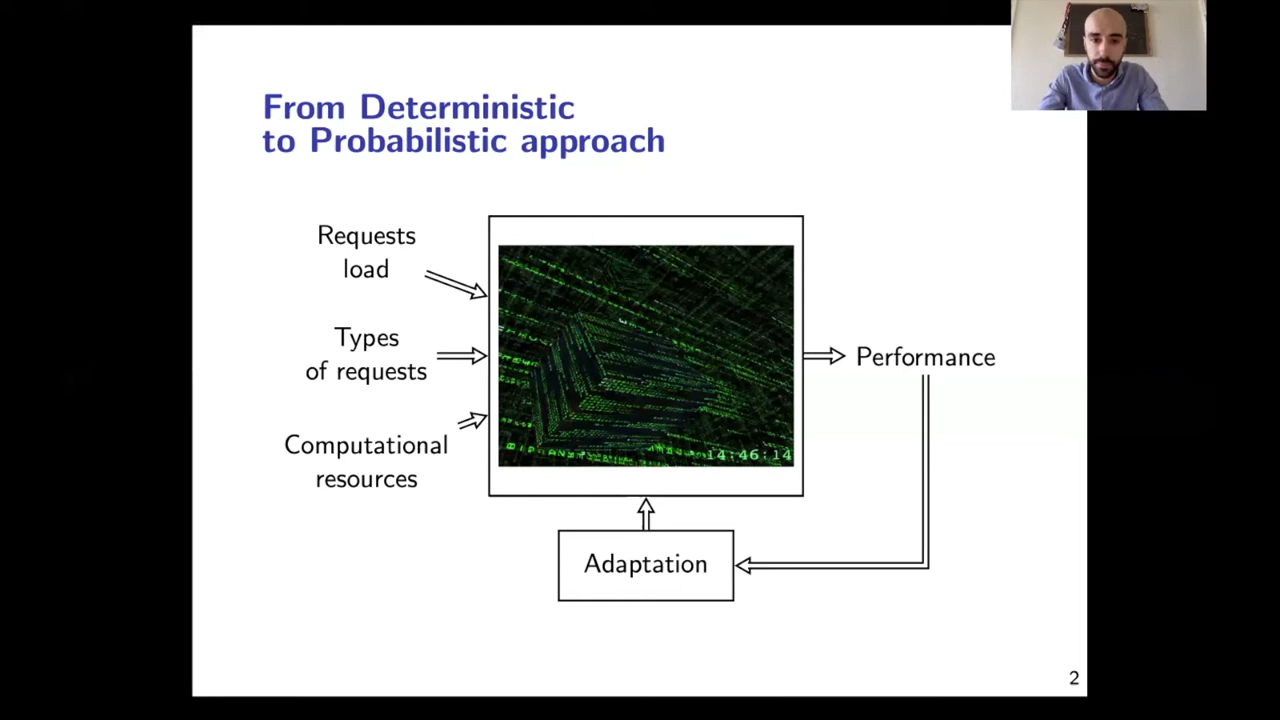 From Deterministic
to Probabilistic approach
Requests
load
Types
of requests
Computational
resources
14:46:14
Performance
Adaptation
2